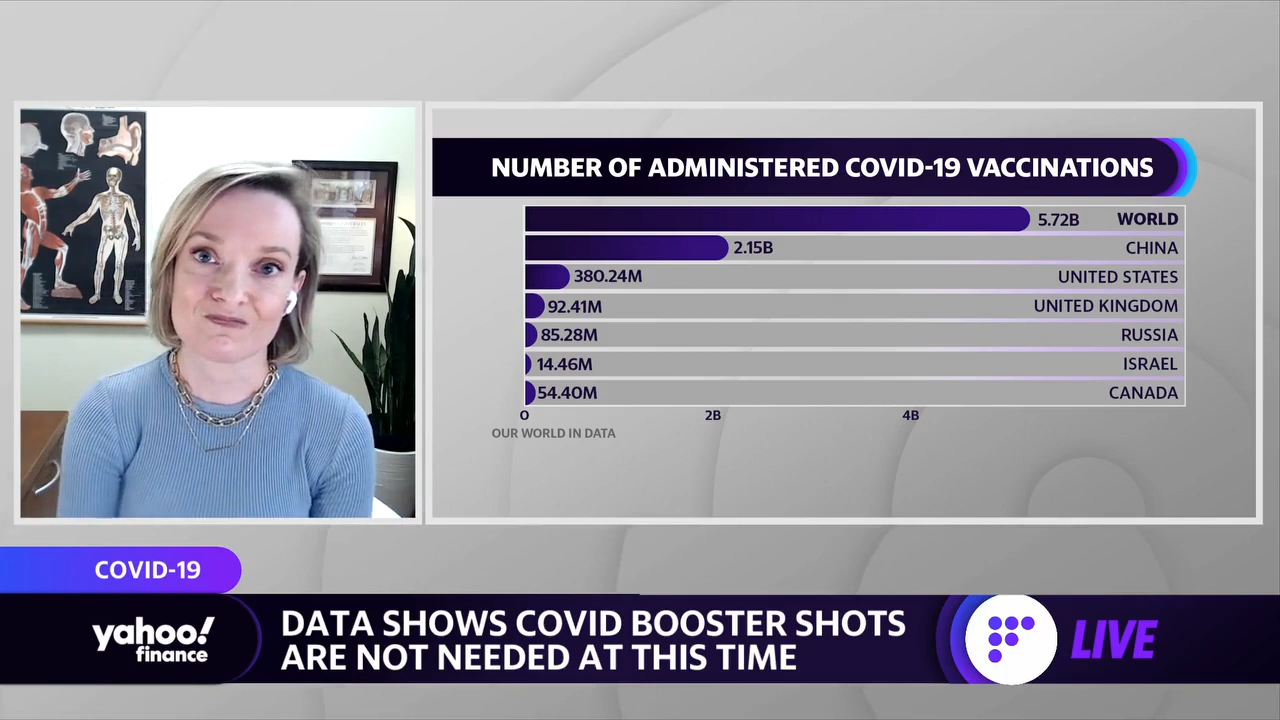 NUMBER OF ADMINISTERED COVID-19 VACCINATIONS
5.72B WORLD
2.15B CHINA
380.24M UNITED STATES
92.41M UNITED KINGDOM
85.28M RUSSIA
14.46M ISRAEL
54.40M CANADA
0 2B 4B
OUR WORLD IN DATA
COVID-19
yahoo!
finance
DATA SHOWS COVID BOOSTER SHOTS
ARE NOT NEEDED AT THIS TIME
LIVE